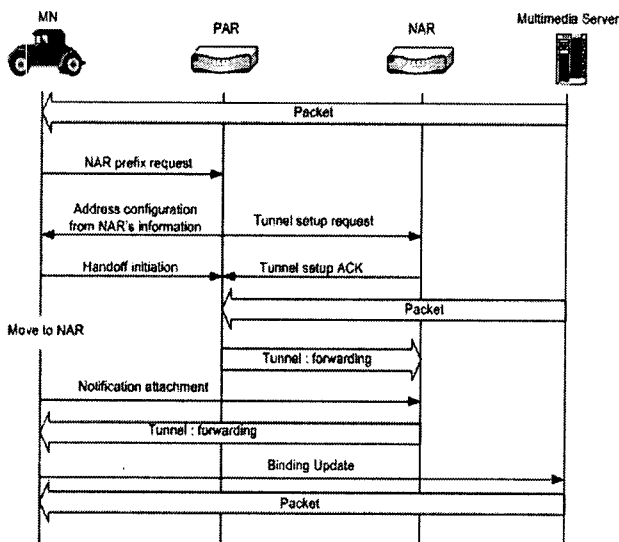 MN
PAR
NAR
Multimedia Server
Packet
NAR prefix request
Address configuration
from NAR's information
Tunnel setup request
Handoff initiation
Tunnel setup ACK
Packet
Move to NAR
Tunnel : forwarding
Notification attachment
Tunnel : forwarding
Binding Update
Packet